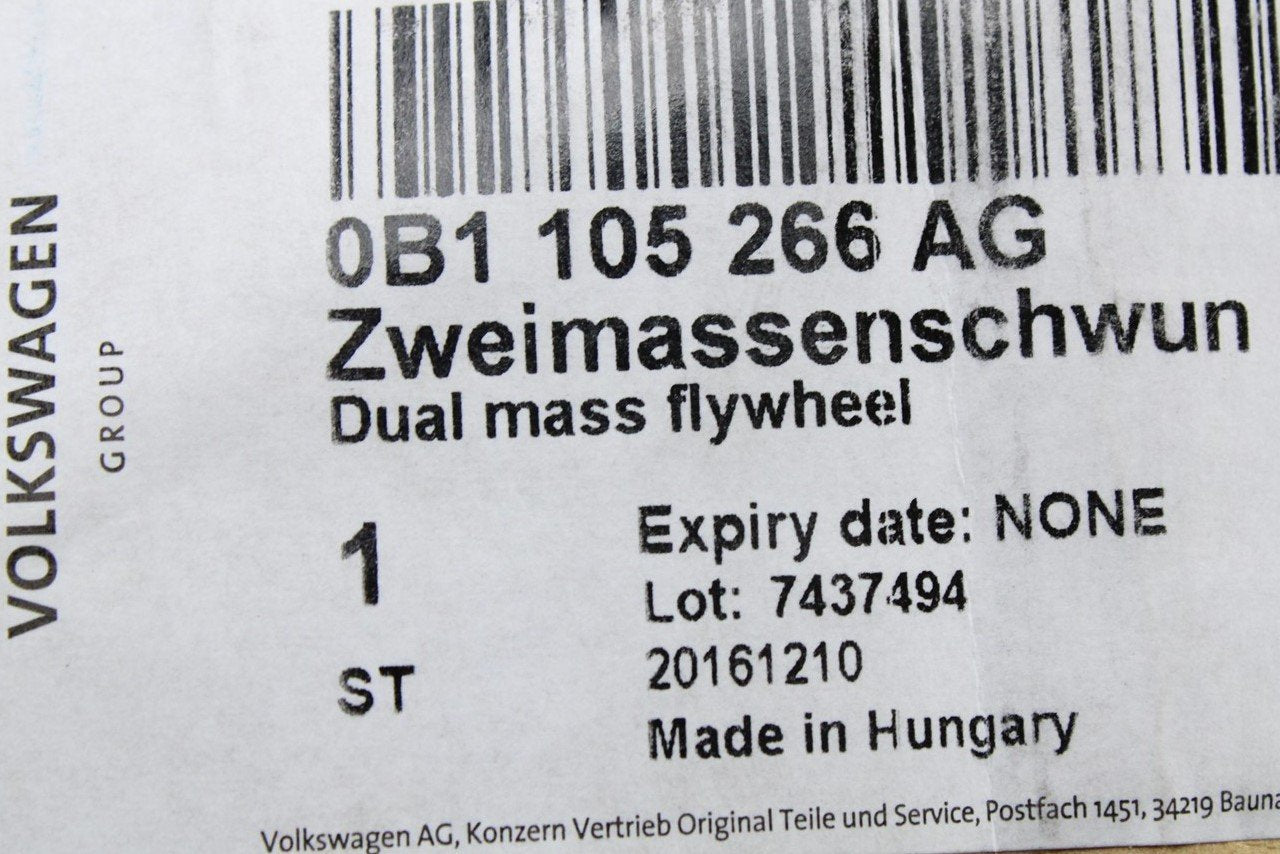 VOLKSWAGEN
GROUP
0B1 105 266 AG
Zweimassenschwun
Dual mass flywheel
1
ST
Expiry date: NONE
Lot: 7437494
20161210
Made in Hungary
Volkswagen AG, Konzern Vertrieb Original Teile und Service, Postfach 1451, 34219 Bauna